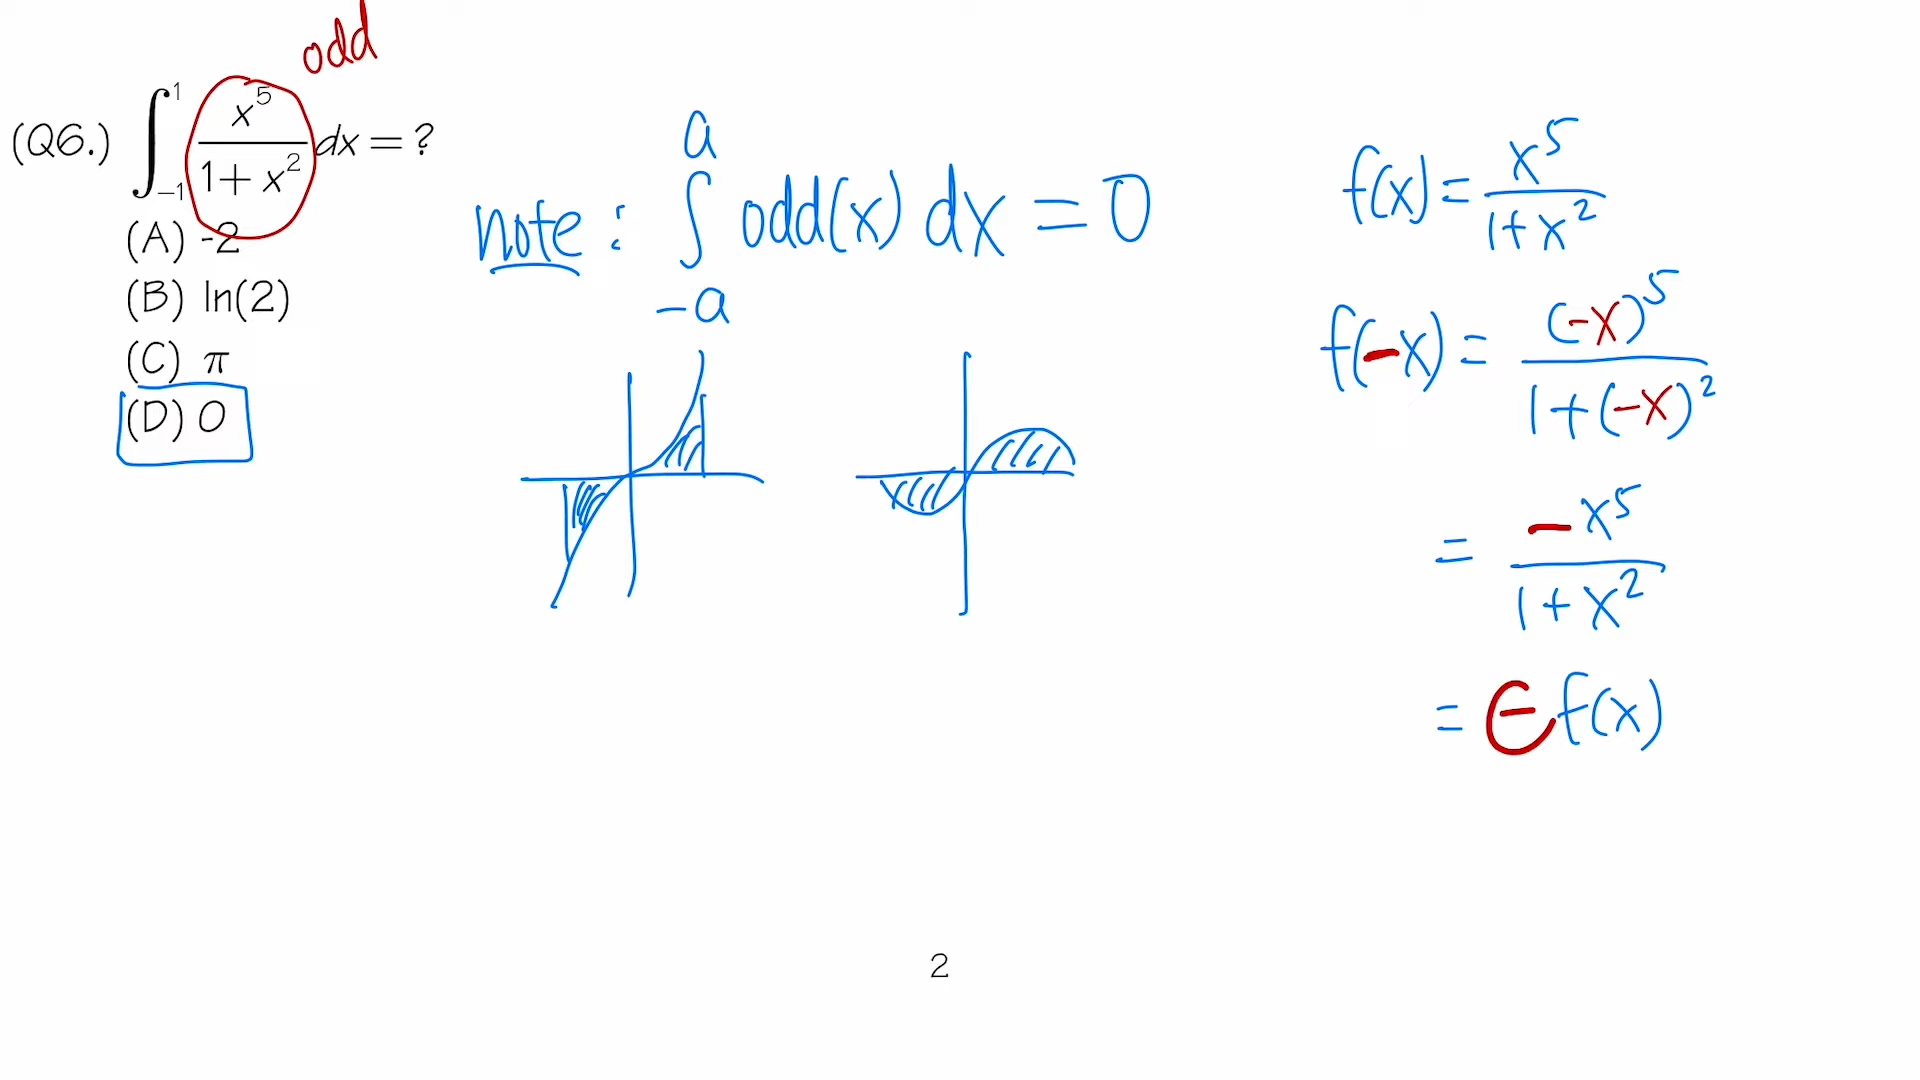 odd
(Q6.) ∫_{-1}^{1} x^5/(1+x^2) dx = ?
(A) -2
(B) ln(2)
(C) π
(D) 0
note: ∫_{-a}^{a} odd(x) dx = 0
f(x) = x^5/(1+x^2)
f(-x) = (-x)^5/(1+(-x)^2)
= -x^5/(1+x^2)
= -f(x)
2